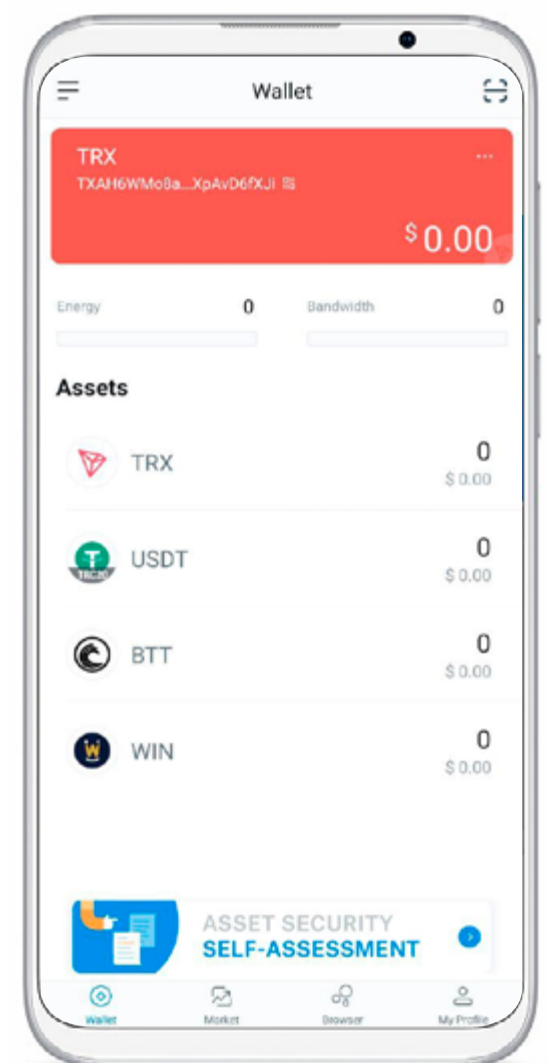 Wallet
TRX
...
TXAH6WMo8a...XpAvD6fXJi
$ 0.00
Energy 0 Bandwidth 0
Assets
TRX 0
$ 0.00
USDT 0
TRC20
$ 0.00
BTT 0
$ 0.00
WIN 0
$ 0.00
ASSET SECURITY
SELF-ASSESSMENT
Wallet Market Browser My Profile